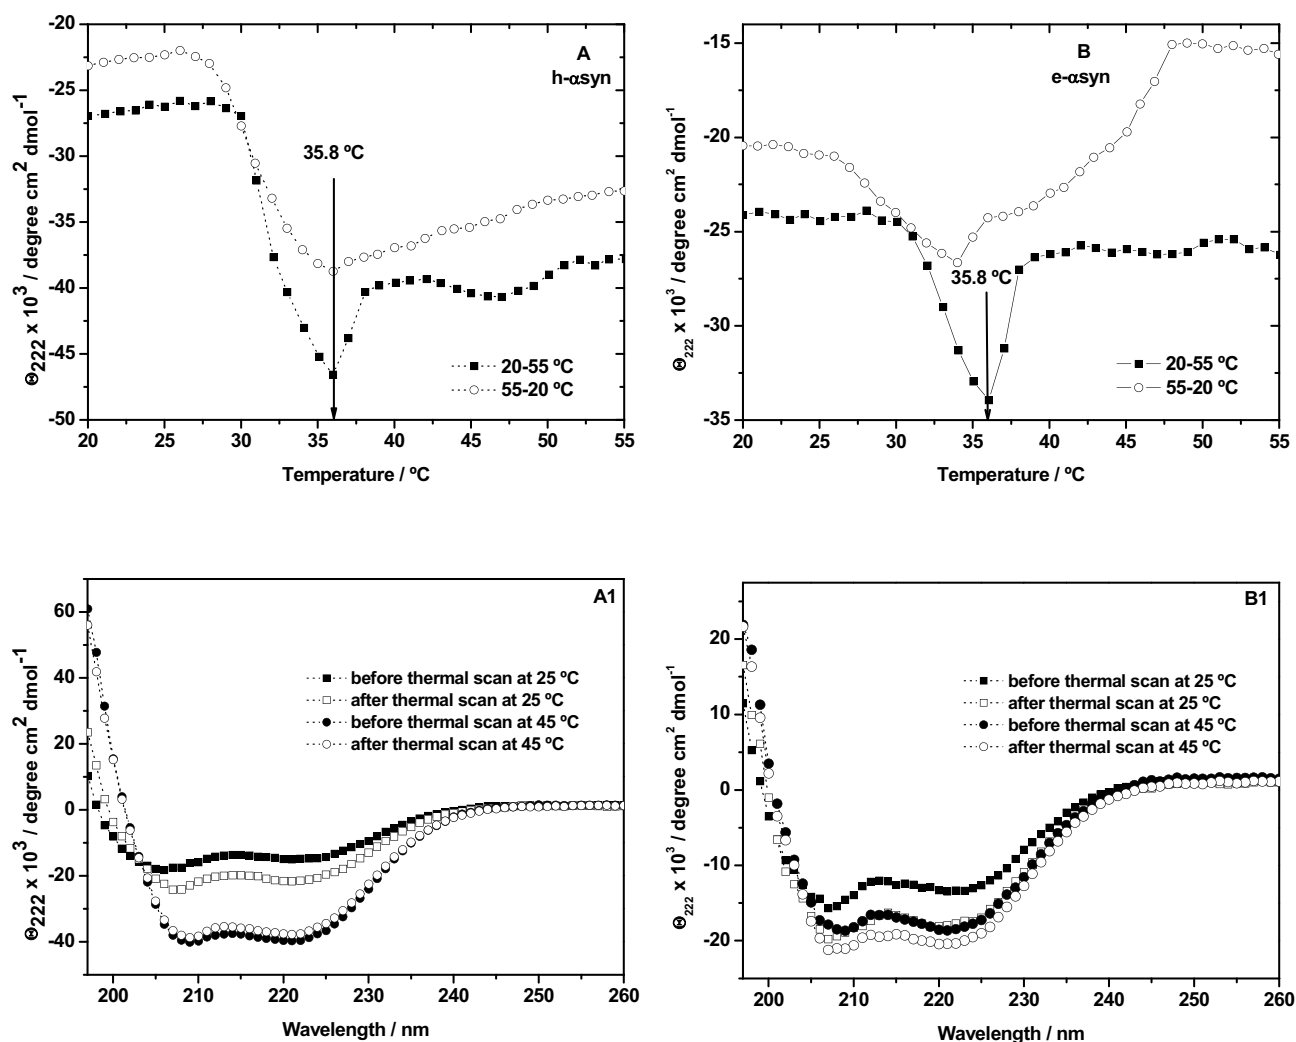 A
h-αsyn
35.8 ºC
20-55 ºC
55-20 ºC
-20
-25
-30
-35
-40
-45
-50
20 25 30 35 40 45 50 55
Θ222 x 10³ / degree cm² dmol⁻¹
Temperature / ºC
B
e-αsyn
35.8 ºC
20-55 ºC
55-20 ºC
-15
-20
-25
-30
-35
20 25 30 35 40 45 50 55
Θ222 x 10³ / degree cm² dmol⁻¹
Temperature / ºC
A1
before thermal scan at 25 ºC
after thermal scan at 25 ºC
before thermal scan at 45 ºC
after thermal scan at 45 ºC
60
40
20
0
-20
-40
200 210 220 230 240 250 260
Θ222 x 10³ / degree cm² dmol⁻¹
Wavelength / nm
B1
before thermal scan at 25 ºC
after thermal scan at 25 ºC
before thermal scan at 45 ºC
after thermal scan at 45 ºC
20
10
0
-10
-20
200 210 220 230 240 250 260
Θ222 x 10³ / degree cm² dmol⁻¹
Wavelength / nm